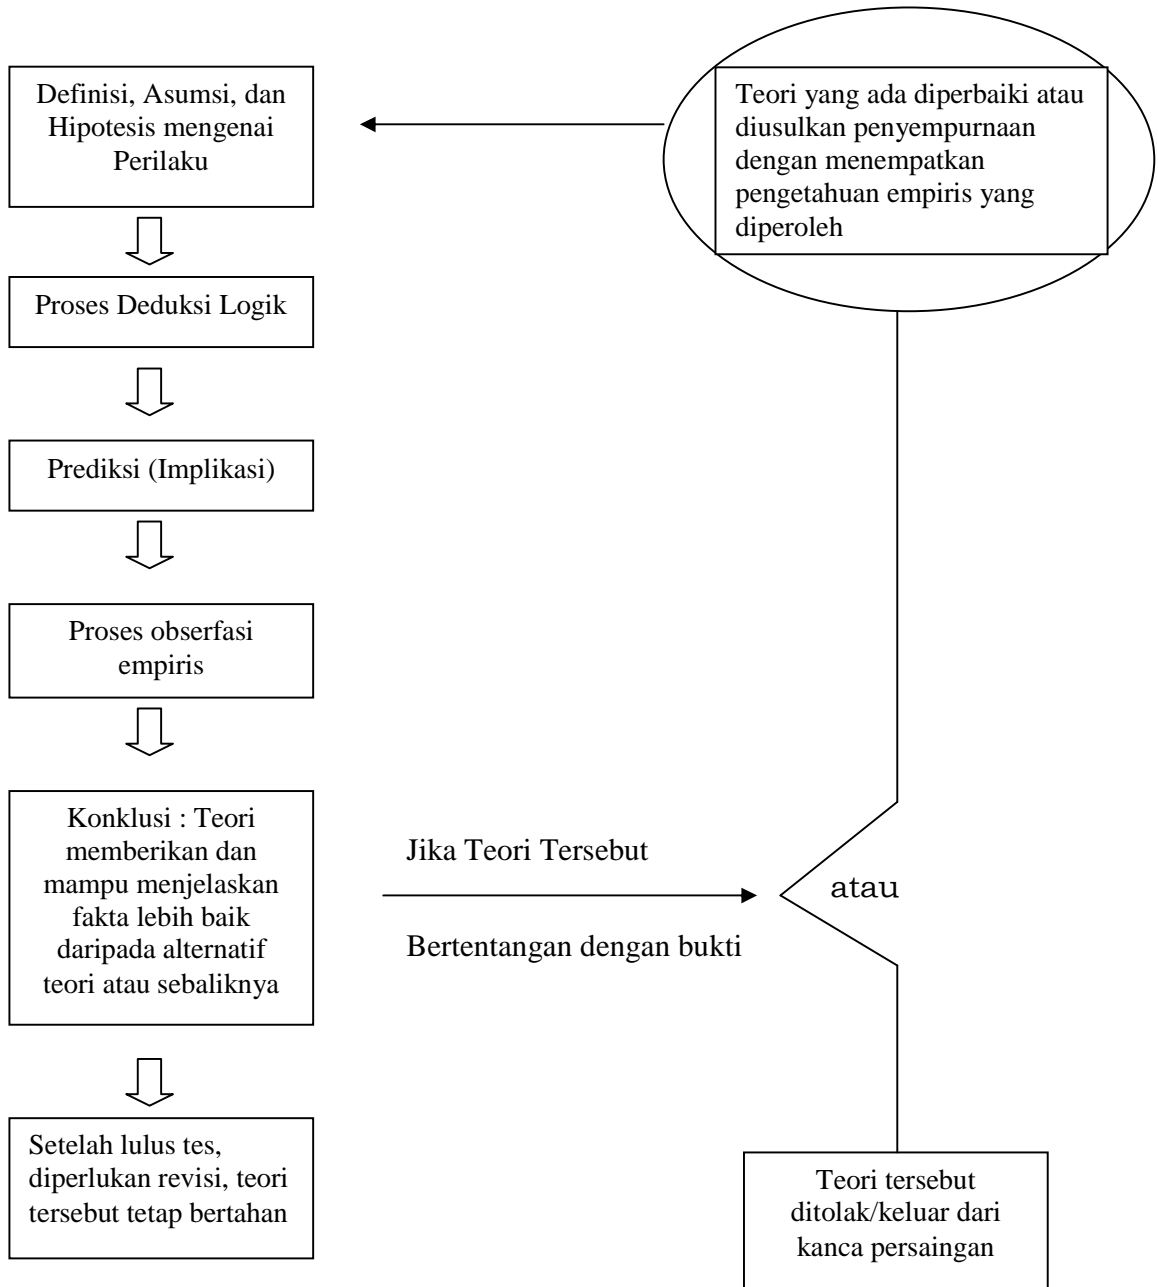 Definisi, Asumsi, dan
Hipotesis mengenai
Perilaku
Teori yang ada diperbaiki atau
diusulkan penyempurnaan
dengan menempatkan
pengetahuan empiris yang
diperoleh
Proses Deduksi Logik
Prediksi (Implikasi)
Proses obserfasi
empiris
Konklusi : Teori
memberikan dan
mampu menjelaskan
fakta lebih baik
daripada alternatif
teori atau sebaliknya
Jika Teori Tersebut
Bertentangan dengan bukti
atau
Setelah lulus tes,
diperlukan revisi, teori
tersebut tetap bertahan
Teori tersebut
ditolak/keluar dari
kanca persaingan